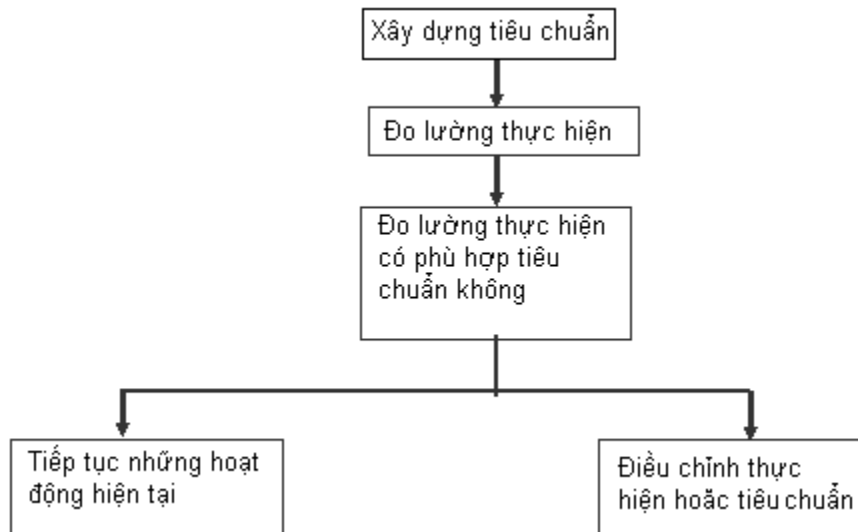 Xây dựng tiêu chuẩn
Đo lường thực hiện
Đo lường thực hiện
có phù hợp tiêu
chuẩn không
Tiếp tục những hoạt
động hiện tại
Điều chỉnh thực
hiện hoăc tiêu chuẩn